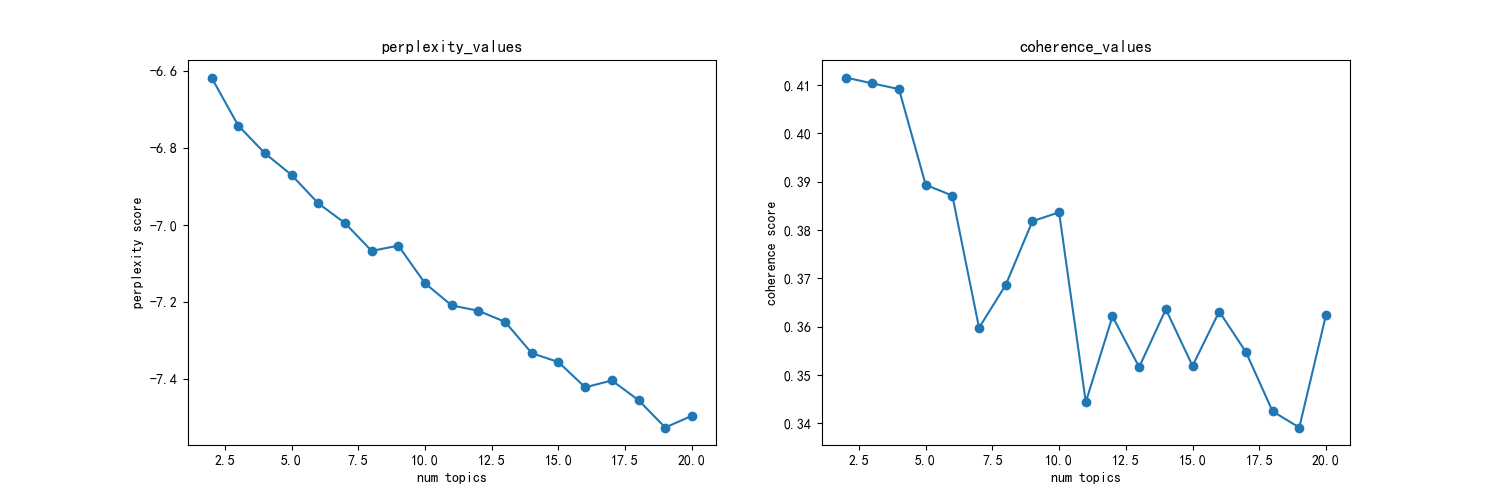 perplexity_values
perplexity score
-6.6
-6.8
-7.0
-7.2
-7.4
2.5 5.0 7.5 10.0 12.5 15.0 17.5 20.0
num topics
coherence_values
coherence score
0.41
0.40
0.39
0.38
0.37
0.36
0.35
0.34
2.5 5.0 7.5 10.0 12.5 15.0 17.5 20.0
num topics